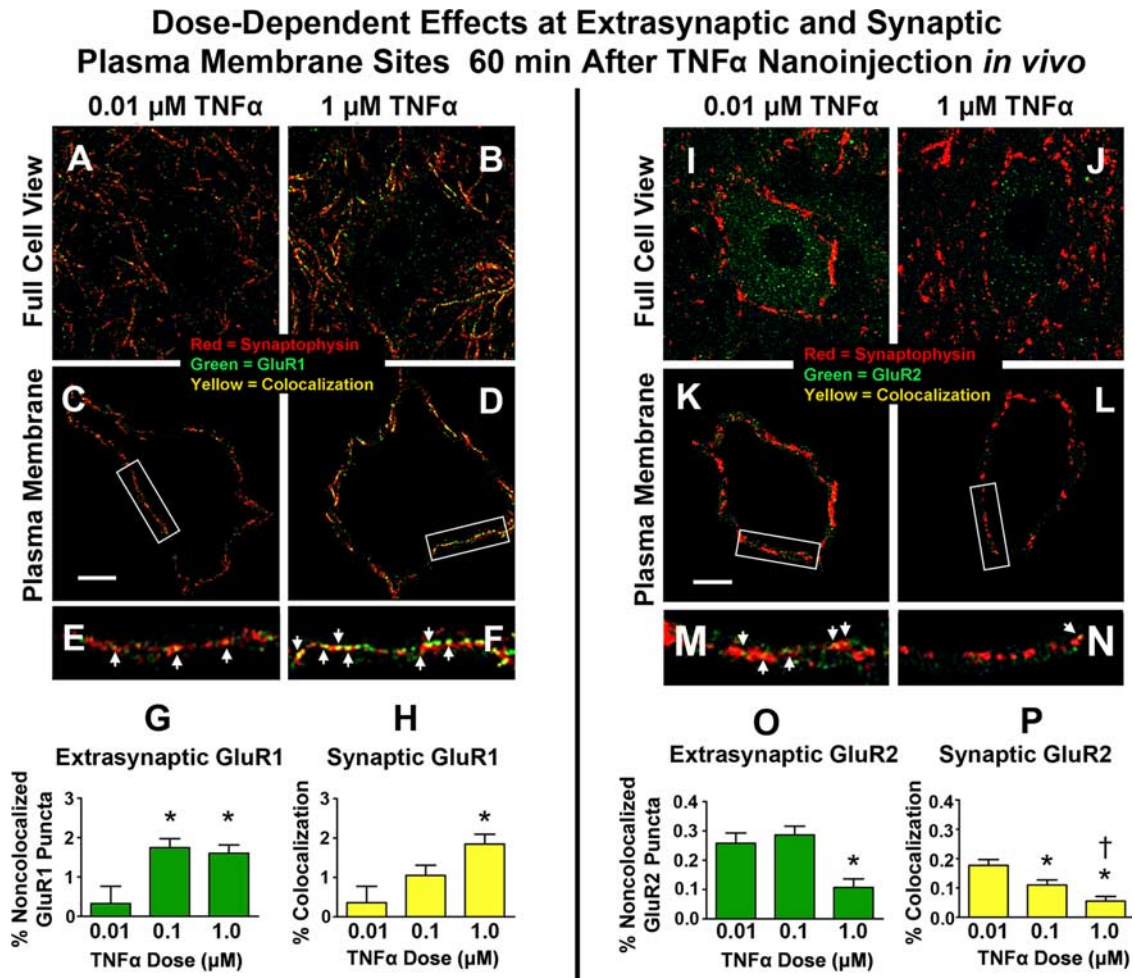 Dose-Dependent Effects at Extrasynaptic and Synaptic
Plasma Membrane Sites 60 min After TNFα Nanoinjection in vivo
0.01 µM TNFα
1 µM TNFα
Full Cell View
A
B
Red = Synaptophysin
Green = GluR1
Yellow = Colocalization
Plasma Membrane
C
D
E
F
G
Extrasynaptic GluR1
% Noncolocalized
GluR1 Puncta
3
2
1
0
*
*
0.01
0.1
1.0
TNFα Dose (µM)
H
Synaptic GluR1
% Colocalization
3
2
1
0
*
0.01
0.1
1.0
TNFα Dose (µM)
0.01 µM TNFα
1 µM TNFα
Full Cell View
I
J
Red = Synaptophysin
Green = GluR2
Yellow = Colocalization
Plasma Membrane
K
L
M
N
O
Extrasynaptic GluR2
% Noncolocalized
GluR2 Puncta
0.4
0.3
0.2
0.1
0.0
*
0.01
0.1
1.0
TNFα Dose (µM)
P
Synaptic GluR2
% Colocalization
0.4
0.3
0.2
0.1
0.0
*
†
*
0.01
0.1
1.0
TNFα Dose (µM)